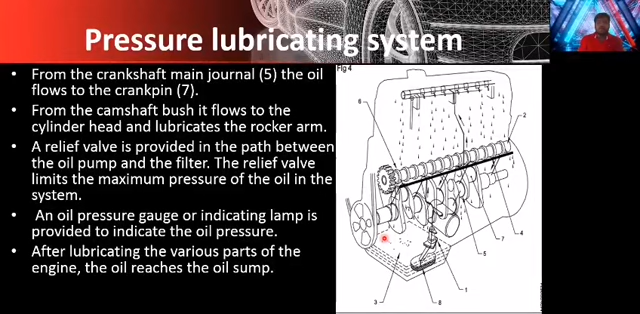 Pressure lubricating system
• From the crankshaft main journal (5) the oil
flows to the crankpin (7).
• From the camshaft bush it flows to the
cylinder head and lubricates the rocker arm.
• A relief valve is provided in the path between
the oil pump and the filter. The relief valve
limits the maximum pressure of the oil in the
system.
• An oil pressure gauge or indicating lamp is
provided to indicate the oil pressure.
• After lubricating the various parts of the
engine, the oil reaches the oil sump.
Fig 4
6
2
4
7
5
1
3
8